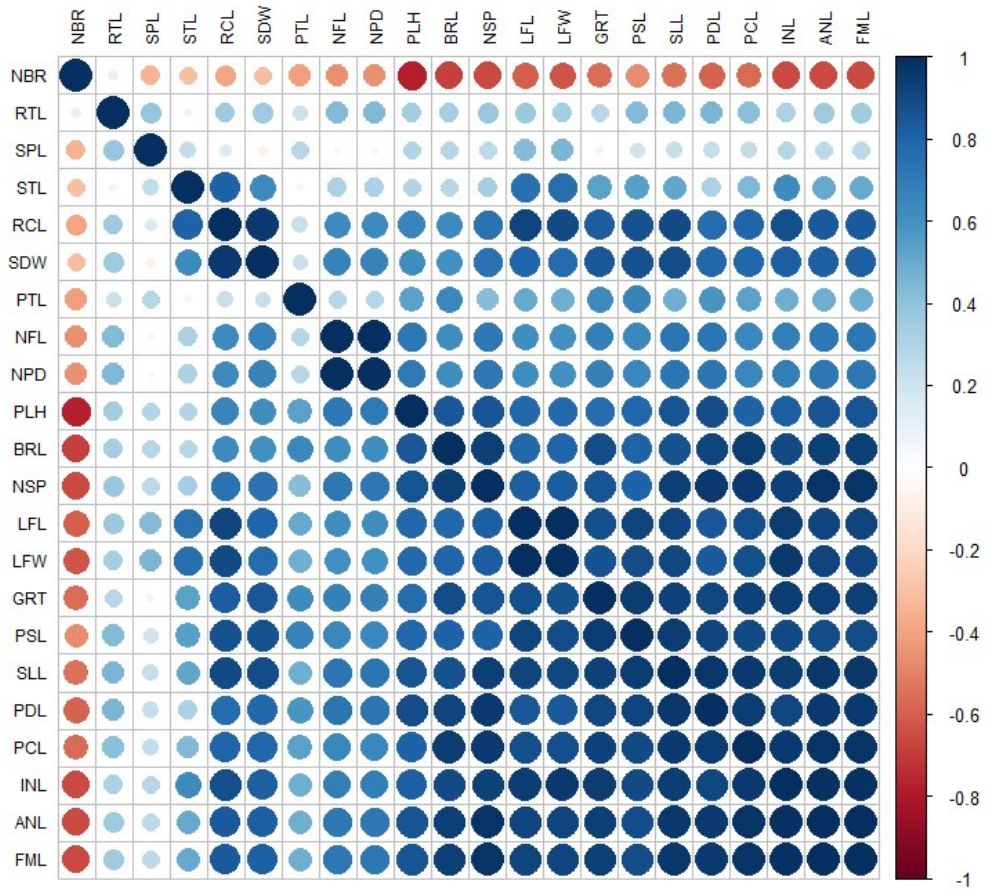 NBR RTL SPL STL RCL SDW PTL NFL NPD PLH BRL NSP LFL LFW GRT PSL SLL PDL PCL INL ANL FML
NBR
RTL
SPL
STL
RCL
SDW
PTL
NFL
NPD
PLH
BRL
NSP
LFL
LFW
GRT
PSL
SLL
PDL
PCL
INL
ANL
FML
1
0.8
0.6
0.4
0.2
0
-0.2
-0.4
-0.6
-0.8
-1